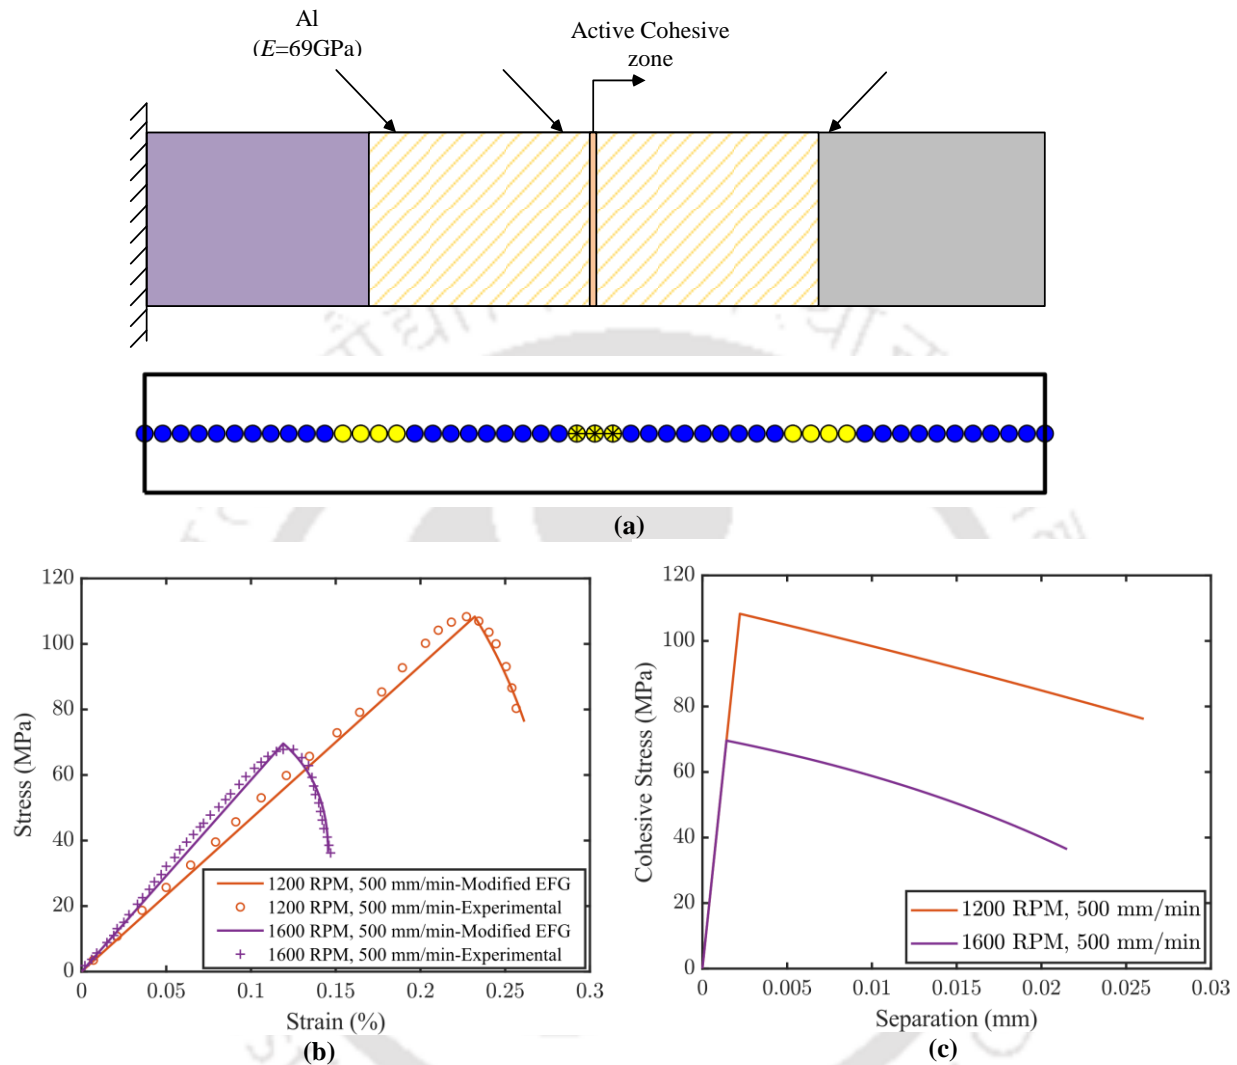 Al
(E=69GPa)
Active Cohesive
zone
(a)
120
100
80
60
40
20
0
0
0.05
0.1
0.15
0.2
0.25
0.3
Stress (MPa)
Strain (%)
1200 RPM, 500 mm/min-Modified EFG
1200 RPM, 500 mm/min-Experimental
1600 RPM, 500 mm/min-Modified EFG
1600 RPM, 500 mm/min-Experimental
(b)
120
100
80
60
40
20
0
0
0.005
0.01
0.015
0.02
0.025
0.03
Cohesive Stress (MPa)
Separation (mm)
1200 RPM, 500 mm/min
1600 RPM, 500 mm/min
(c)